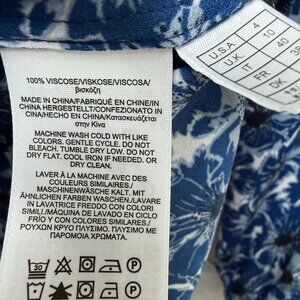 100% VISCOSE/VISKOSE/VISCOSA/
βισκόζη
MADE IN CHINA/FABRIQUÉ EN CHINE/IN
CHINA HERGESTELLT/CONFEZIONATO IN
CINA/HECHO EN CHINA/Κατασκευάζεται
στην Κίνα
MACHINE WASH COLD WITH LIKE
COLORS. GENTLE CYCLE. DO NOT
BLEACH. TUMBLE DRY LOW. DO NOT
DRY FLAT. COOL IRON IF NEEDED. OR
DRY CLEAN.
LAVER À LA MACHINE AVEC DES
COULEURS SIMILAIRES./
MASCHINENWÄSCHE KALT. MIT
ÄHNLICHEN FARBEN WASCHEN./LAVARE
IN LAVATRICE FREDDO CON COLORI
SIMILI./MÁQUINA DE LAVADO EN CICLO
FRÍO Y CON COLORES SIMILARES./
ΡΟΥΧΩΝ ΚΡΥΟ ΠΛΥΣΙΜΟ, ΜΕ
ΠΑΡΟΜΟΙΑ ΧΡΩΜΑΤΑ.
30
P
USA 4
UK 10
FR
IT 40
DK